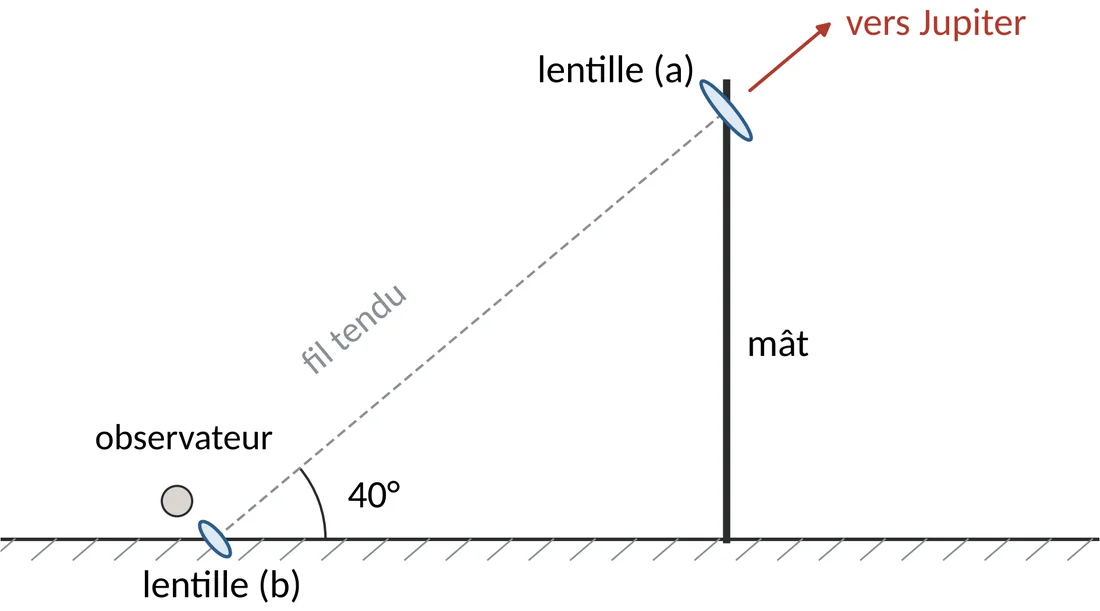 vers Jupiter
lentille (a)
fil tendu
mât
observateur
40°
lentille (b)